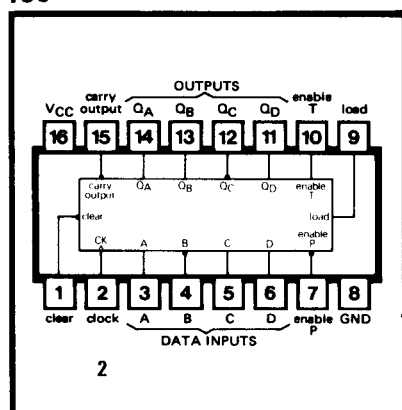 OUTPUTS
VCC carry output QA QB QC QD enable T load
16 15 14 13 12 11 10 9
carry output QA QB QC QD enable T
clear load
CK A B C D enable P
1 2 3 4 5 6 7 8
clear clock A B C D enable P GND
DATA INPUTS
2